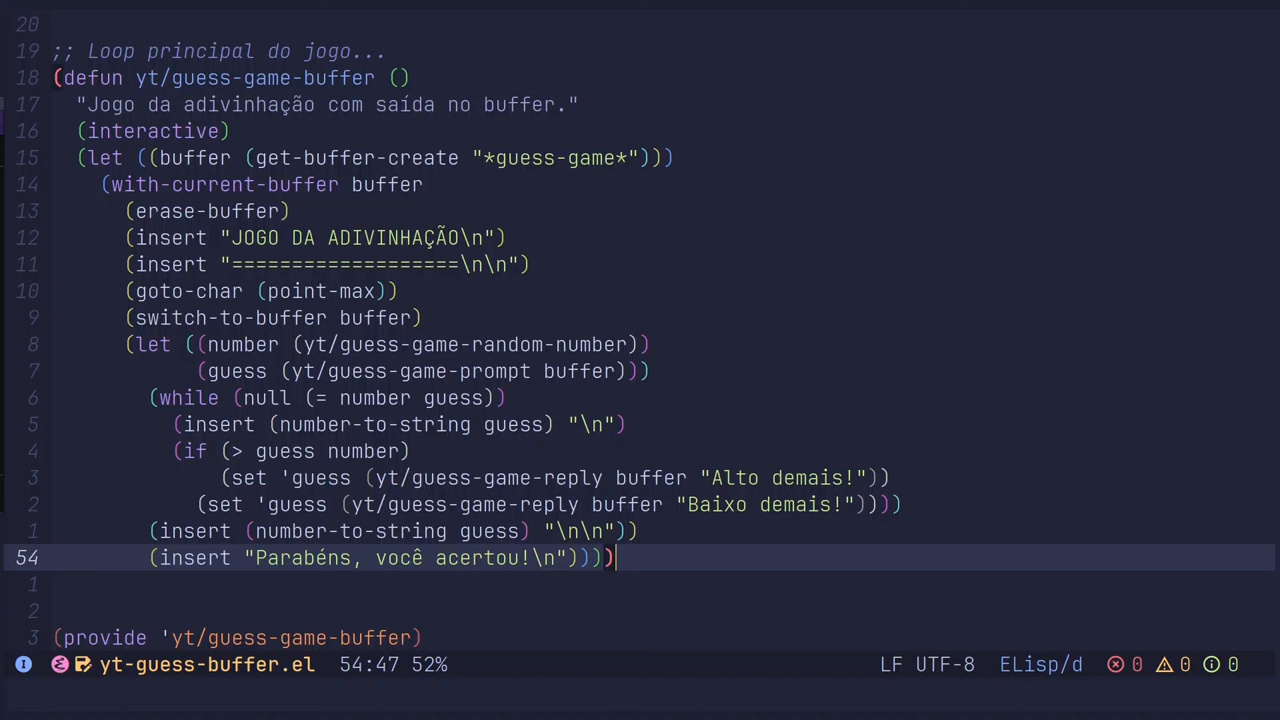 20
19 ;; Loop principal do jogo...
18 (defun yt/guess-game-buffer ()
17   "Jogo da adivinhação com saída no buffer."
16   (interactive)
15   (let ((buffer (get-buffer-create "*guess-game*")))
14     (with-current-buffer buffer
13       (erase-buffer)
12       (insert "JOGO DA ADIVINHAÇÃO\n")
11       (insert "===================\n\n")
10       (goto-char (point-max))
9       (switch-to-buffer buffer)
8       (let ((number (yt/guess-game-random-number))
7             (guess (yt/guess-game-prompt buffer)))
6         (while (null (= number guess))
5           (insert (number-to-string guess) "\n")
4           (if (> guess number)
3               (set 'guess (yt/guess-game-reply buffer "Alto demais!"))
2             (set 'guess (yt/guess-game-reply buffer "Baixo demais!"))))
1         (insert (number-to-string guess) "\n\n"))
54         (insert "Parabéns, você acertou!\n"))))
1
2
3 (provide 'yt/guess-game-buffer)
yt-guess-buffer.el 54:47 52% LF UTF-8 ELisp/d 0 0 0